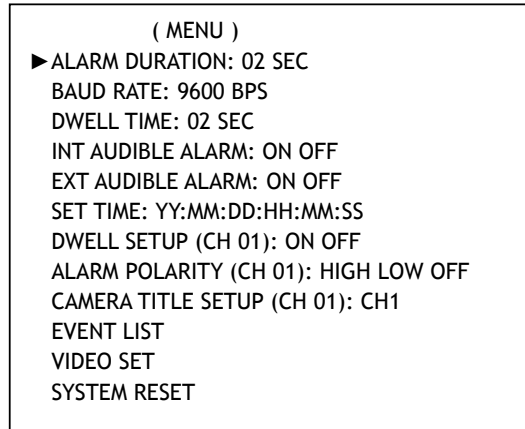 ( MENU )
►ALARM DURATION: 02 SEC
BAUD RATE: 9600 BPS
DWELL TIME: 02 SEC
INT AUDIBLE ALARM: ON OFF
EXT AUDIBLE ALARM: ON OFF
SET TIME: YY:MM:DD:HH:MM:SS
DWELL SETUP (CH 01): ON OFF
ALARM POLARITY (CH 01): HIGH LOW OFF
CAMERA TITLE SETUP (CH 01): CH1
EVENT LIST
VIDEO SET
SYSTEM RESET